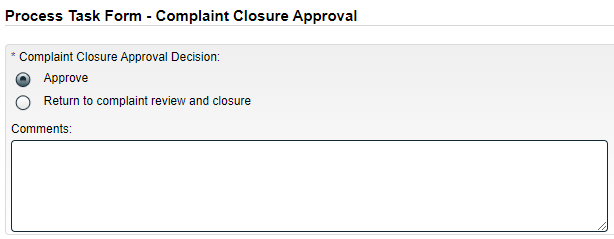 Process Task Form - Complaint Closure Approval
* Complaint Closure Approval Decision:
Approve
Return to complaint review and closure
Comments: